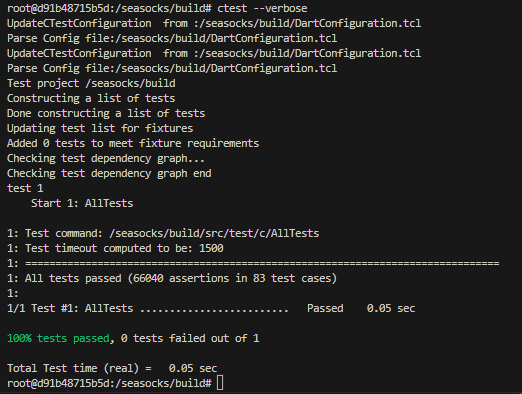 root@d91b48715b5d:/seasocks/build# ctest --verbose
UpdateCTestConfiguration  from :/seasocks/build/DartConfiguration.tcl
Parse Config file:/seasocks/build/DartConfiguration.tcl
UpdateCTestConfiguration  from :/seasocks/build/DartConfiguration.tcl
Parse Config file:/seasocks/build/DartConfiguration.tcl
Test project /seasocks/build
Constructing a list of tests
Done constructing a list of tests
Updating test list for fixtures
Added 0 tests to meet fixture requirements
Checking test dependency graph...
Checking test dependency graph end
test 1
    Start 1: AllTests

1: Test command: /seasocks/build/src/test/c/AllTests
1: Test timeout computed to be: 1500
1: ===============================================================================
1: All tests passed (66040 assertions in 83 test cases)
1:
1/1 Test #1: AllTests .........................   Passed    0.05 sec

100% tests passed, 0 tests failed out of 1

Total Test time (real) =   0.05 sec
root@d91b48715b5d:/seasocks/build#